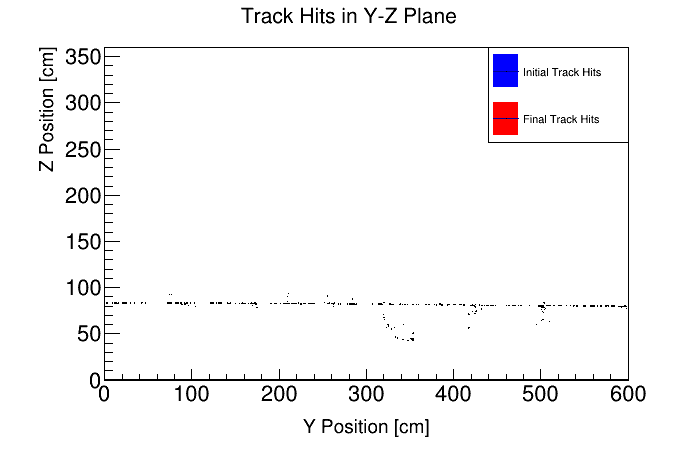 Track Hits in Y-Z Plane
Z Position [cm]
350
300
250
200
150
100
50
0
Initial Track Hits
Final Track Hits
0 100 200 300 400 500 600
Y Position [cm]